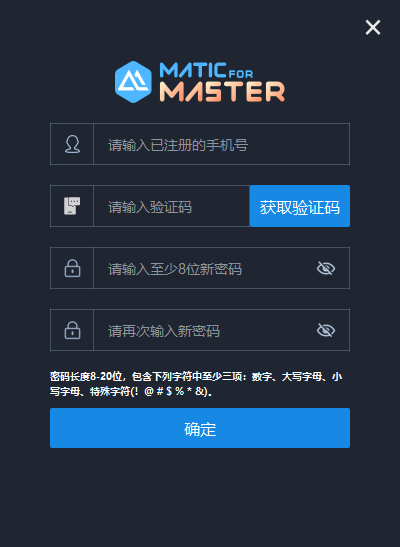 MATIC FOR
MASTER
请输入已注册的手机号
请输入验证码
获取验证码
请输入至少8位新密码
请再次输入新密码
密码长度8-20位，包含下列字符中至少三项：数字、大写字母、小
写字母、特殊字符(！@ # $ % * &)。
确定